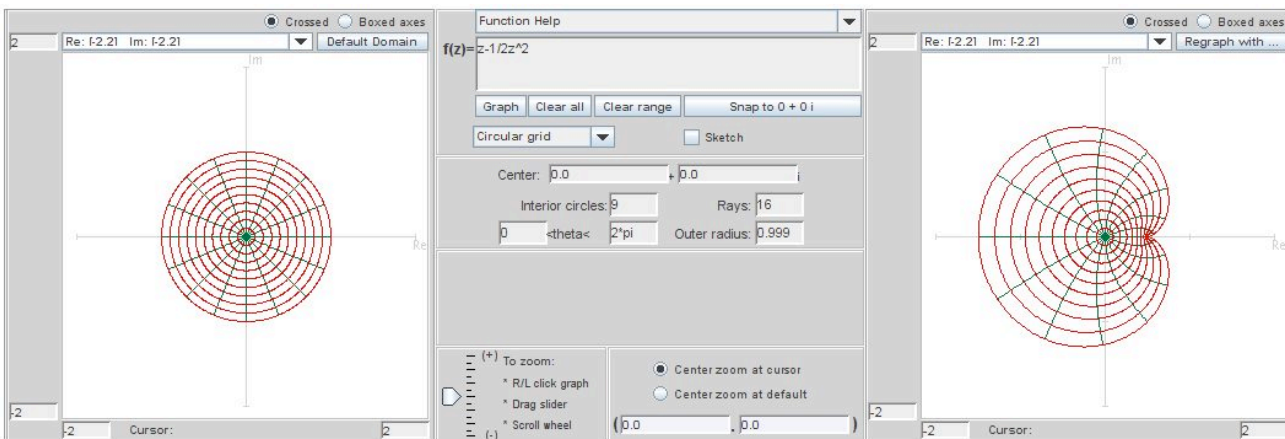 Crossed Boxed axes
2 Re: [-2.2] Im: [-2.2] Default Domain
Im
Re
-2
-2 Cursor: 2
Function Help
f(z)= z-1/2z^2
Graph Clear all Clear range Snap to 0 + 0 i
Circular grid Sketch
Center: 0.0 + 0.0 i
Interior circles: 9 Rays: 16
0 <theta< 2*pi Outer radius: 0.999
(+) To zoom:
* R/L click graph
* Drag slider
* Scroll wheel
(-)
Center zoom at cursor
Center zoom at default
( 0.0 , 0.0 )
Crossed Boxed axes
2 Re: [-2.2] Im: [-2.2] Regraph with ...
Im
Re
-2
-2 Cursor: 2